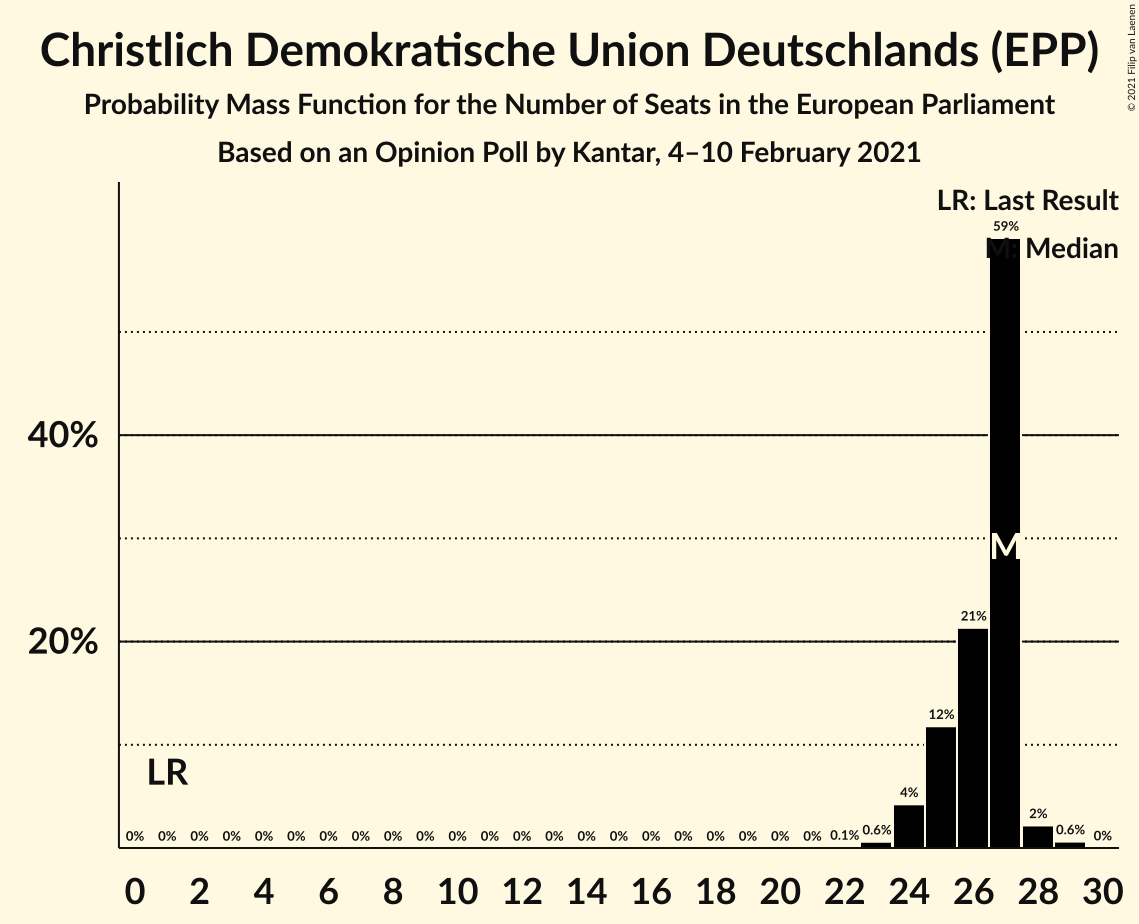 Christlich Demokratische Union Deutschlands (EPP)
Probability Mass Function for the Number of Seats in the European Parliament
Based on an Opinion Poll by Kantar, 4–10 February 2021
© 2021 Filip van Laenen
LR: Last Result
59%
M: Median
40%
M
21%
20%
12%
LR
4%
2%
0% 0% 0% 0% 0% 0% 0% 0% 0% 0% 0% 0% 0% 0% 0% 0% 0% 0% 0% 0% 0% 0% 0.1% 0.6% 0.6% 0%
0 2 4 6 8 10 12 14 16 18 20 22 24 26 28 30